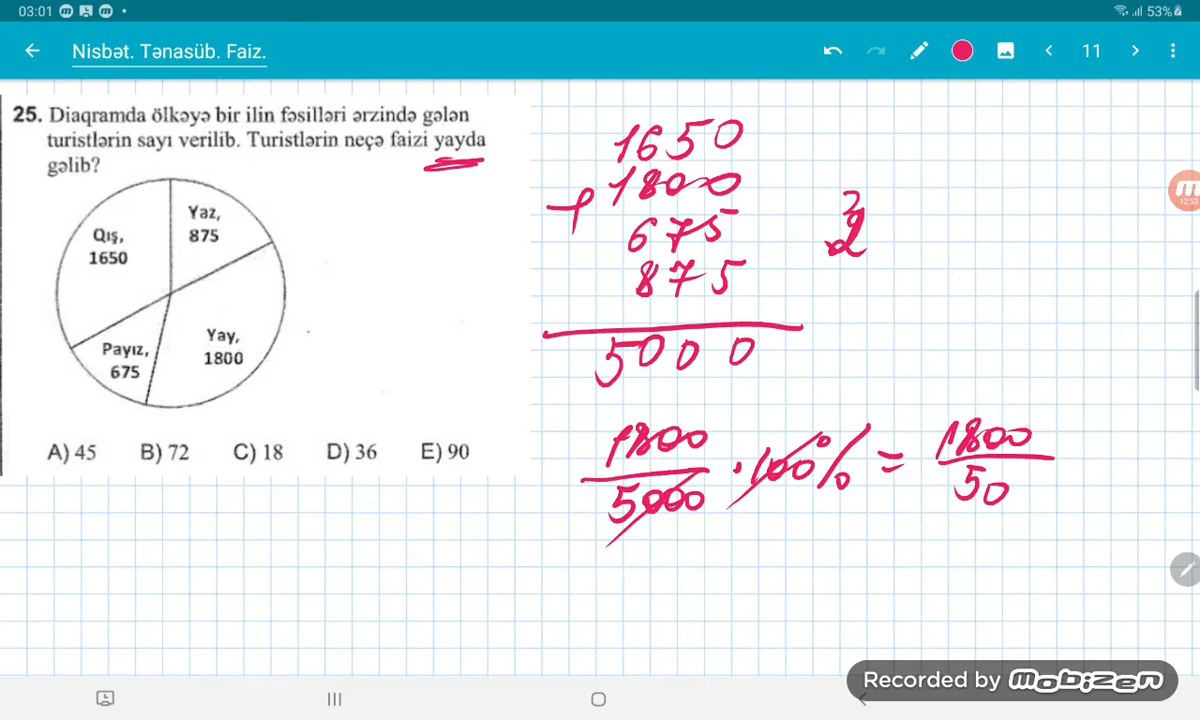 03:01 53%
Nisbət. Tənasüb. Faiz. 11
25. Diaqramda ölkəyə bir ilin fəsilləri ərzində gələn
turistlərin sayı verilib. Turistlərin neçə faizi yayda
gəlib?
Yaz,
875
Qış,
1650
Yay,
1800
Payız,
675
A) 45 B) 72 C) 18 D) 36 E) 90
1650
+ 1800
675
875
5000
1800/5000 · 100% = 1800/50
m
12:53
Recorded by Mobizen